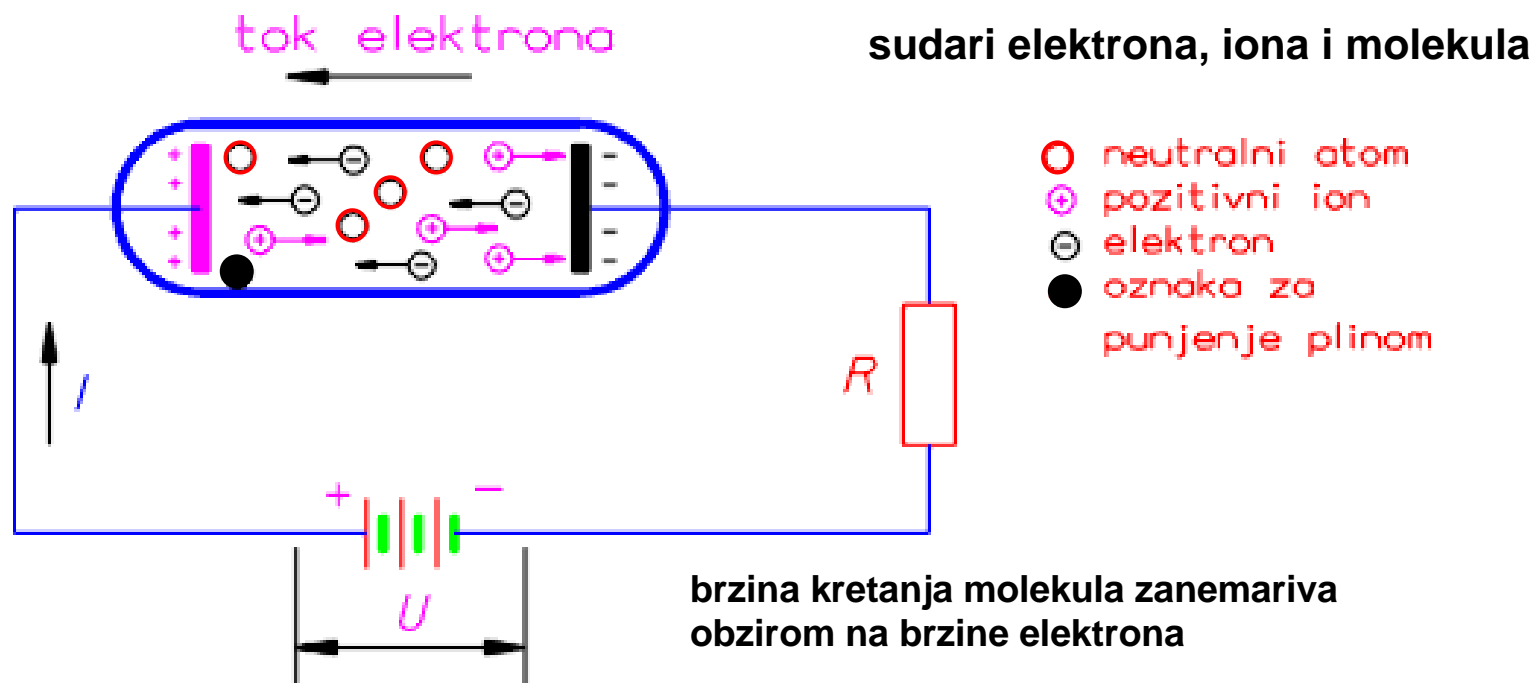 tok elektrona
sudari elektrona, iona i molekula
neutralni atom
pozitivni ion
elektron
oznaka za
punjenje plinom
I
R
+ −
U
brzina kretanja molekula zanemariva
obzirom na brzine elektrona